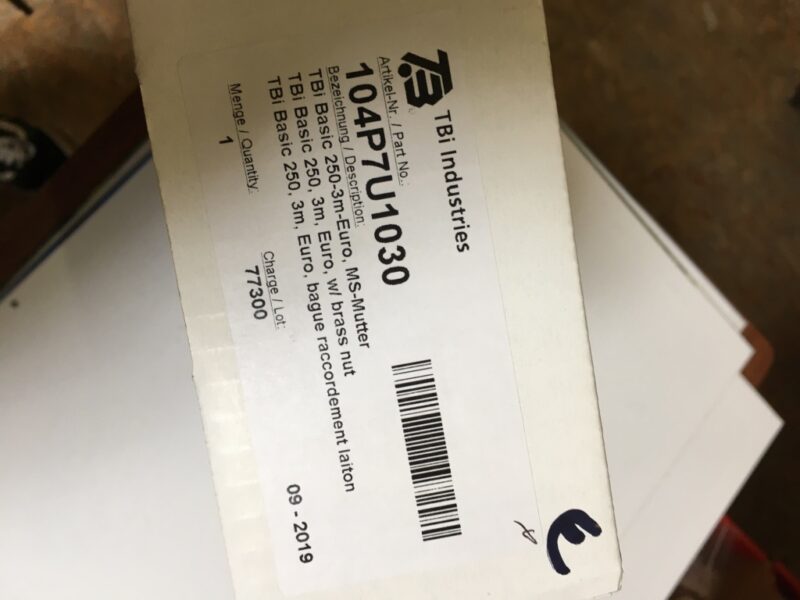 TBi Industries
Artikel-Nr. / Part No.:
104P7U1030
Bezeichnung / Description:
TBi Basic 250-3m-Euro, MS-Mutter
TBi Basic 250, 3m, Euro, w/ brass nut
TBi Basic 250, 3m, Euro, bague raccordement laiton
Menge / Quantity:
1
Charge / Lot:
77300
09 - 2019